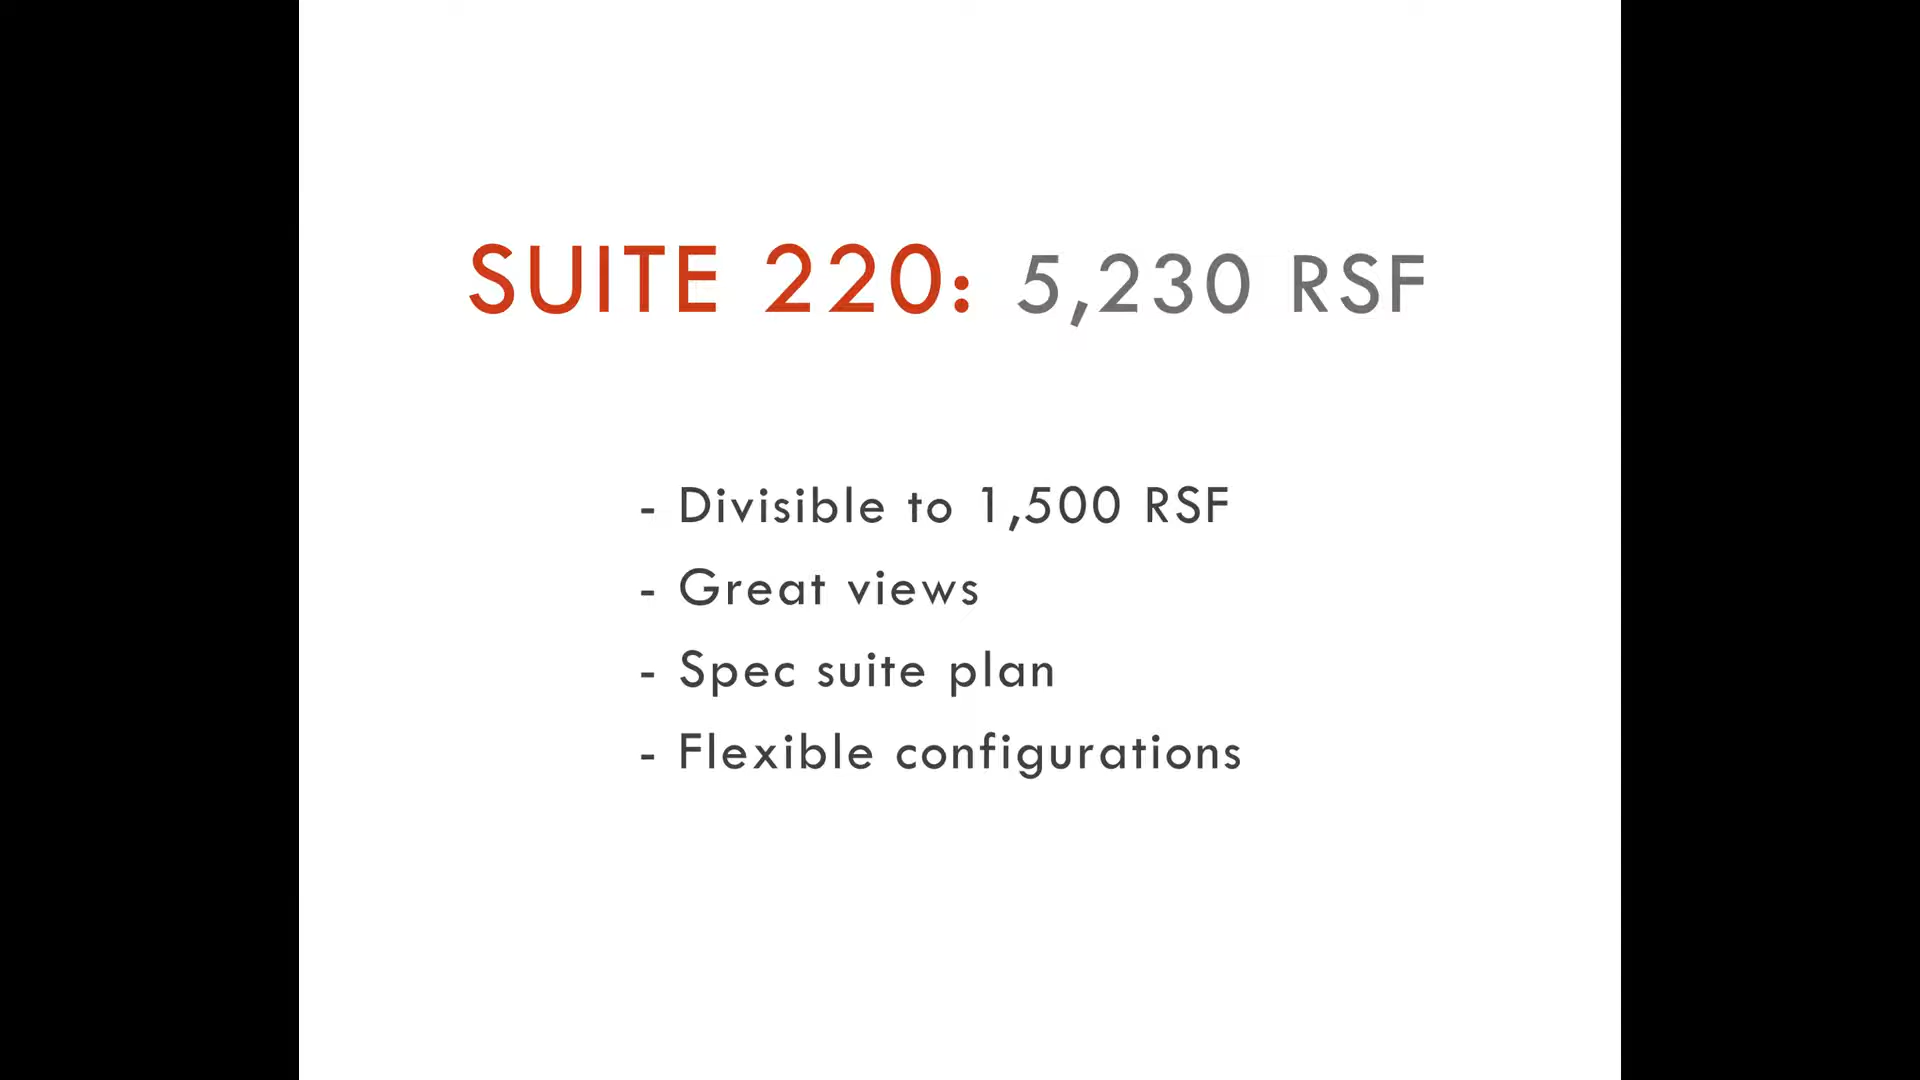 SUITE 220: 5,230 RSF
- Divisible to 1,500 RSF
- Great views
- Spec suite plan
- Flexible configurations